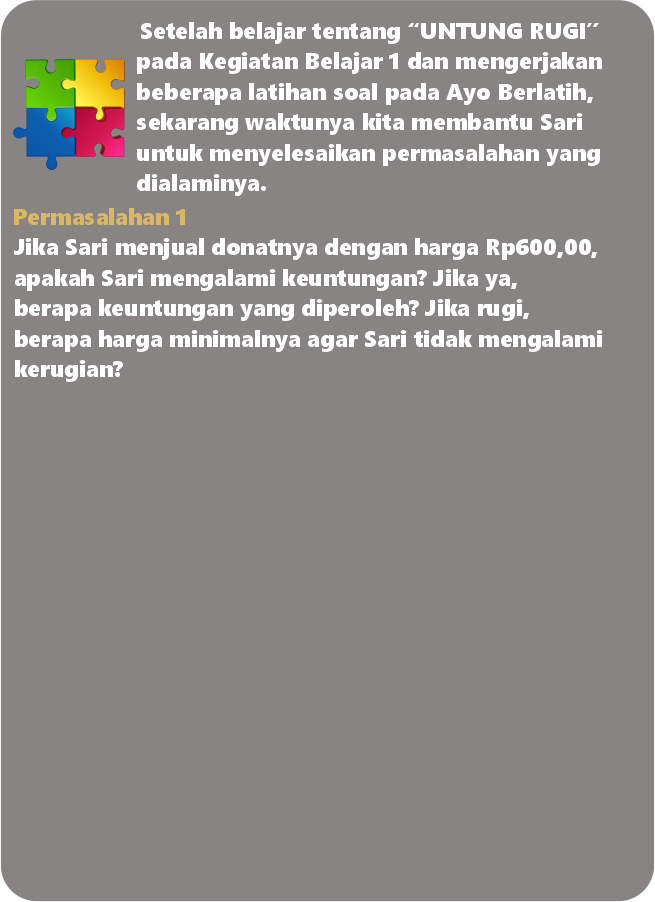 Setelah belajar tentang “UNTUNG RUGI”
pada Kegiatan Belajar 1 dan mengerjakan
beberapa latihan soal pada Ayo Berlatih,
sekarang waktunya kita membantu Sari
untuk menyelesaikan permasalahan yang
dialaminya.
Permasalahan 1
Jika Sari menjual donatnya dengan harga Rp600,00,
apakah Sari mengalami keuntungan? Jika ya,
berapa keuntungan yang diperoleh? Jika rugi,
berapa harga minimalnya agar Sari tidak mengalami
kerugian?